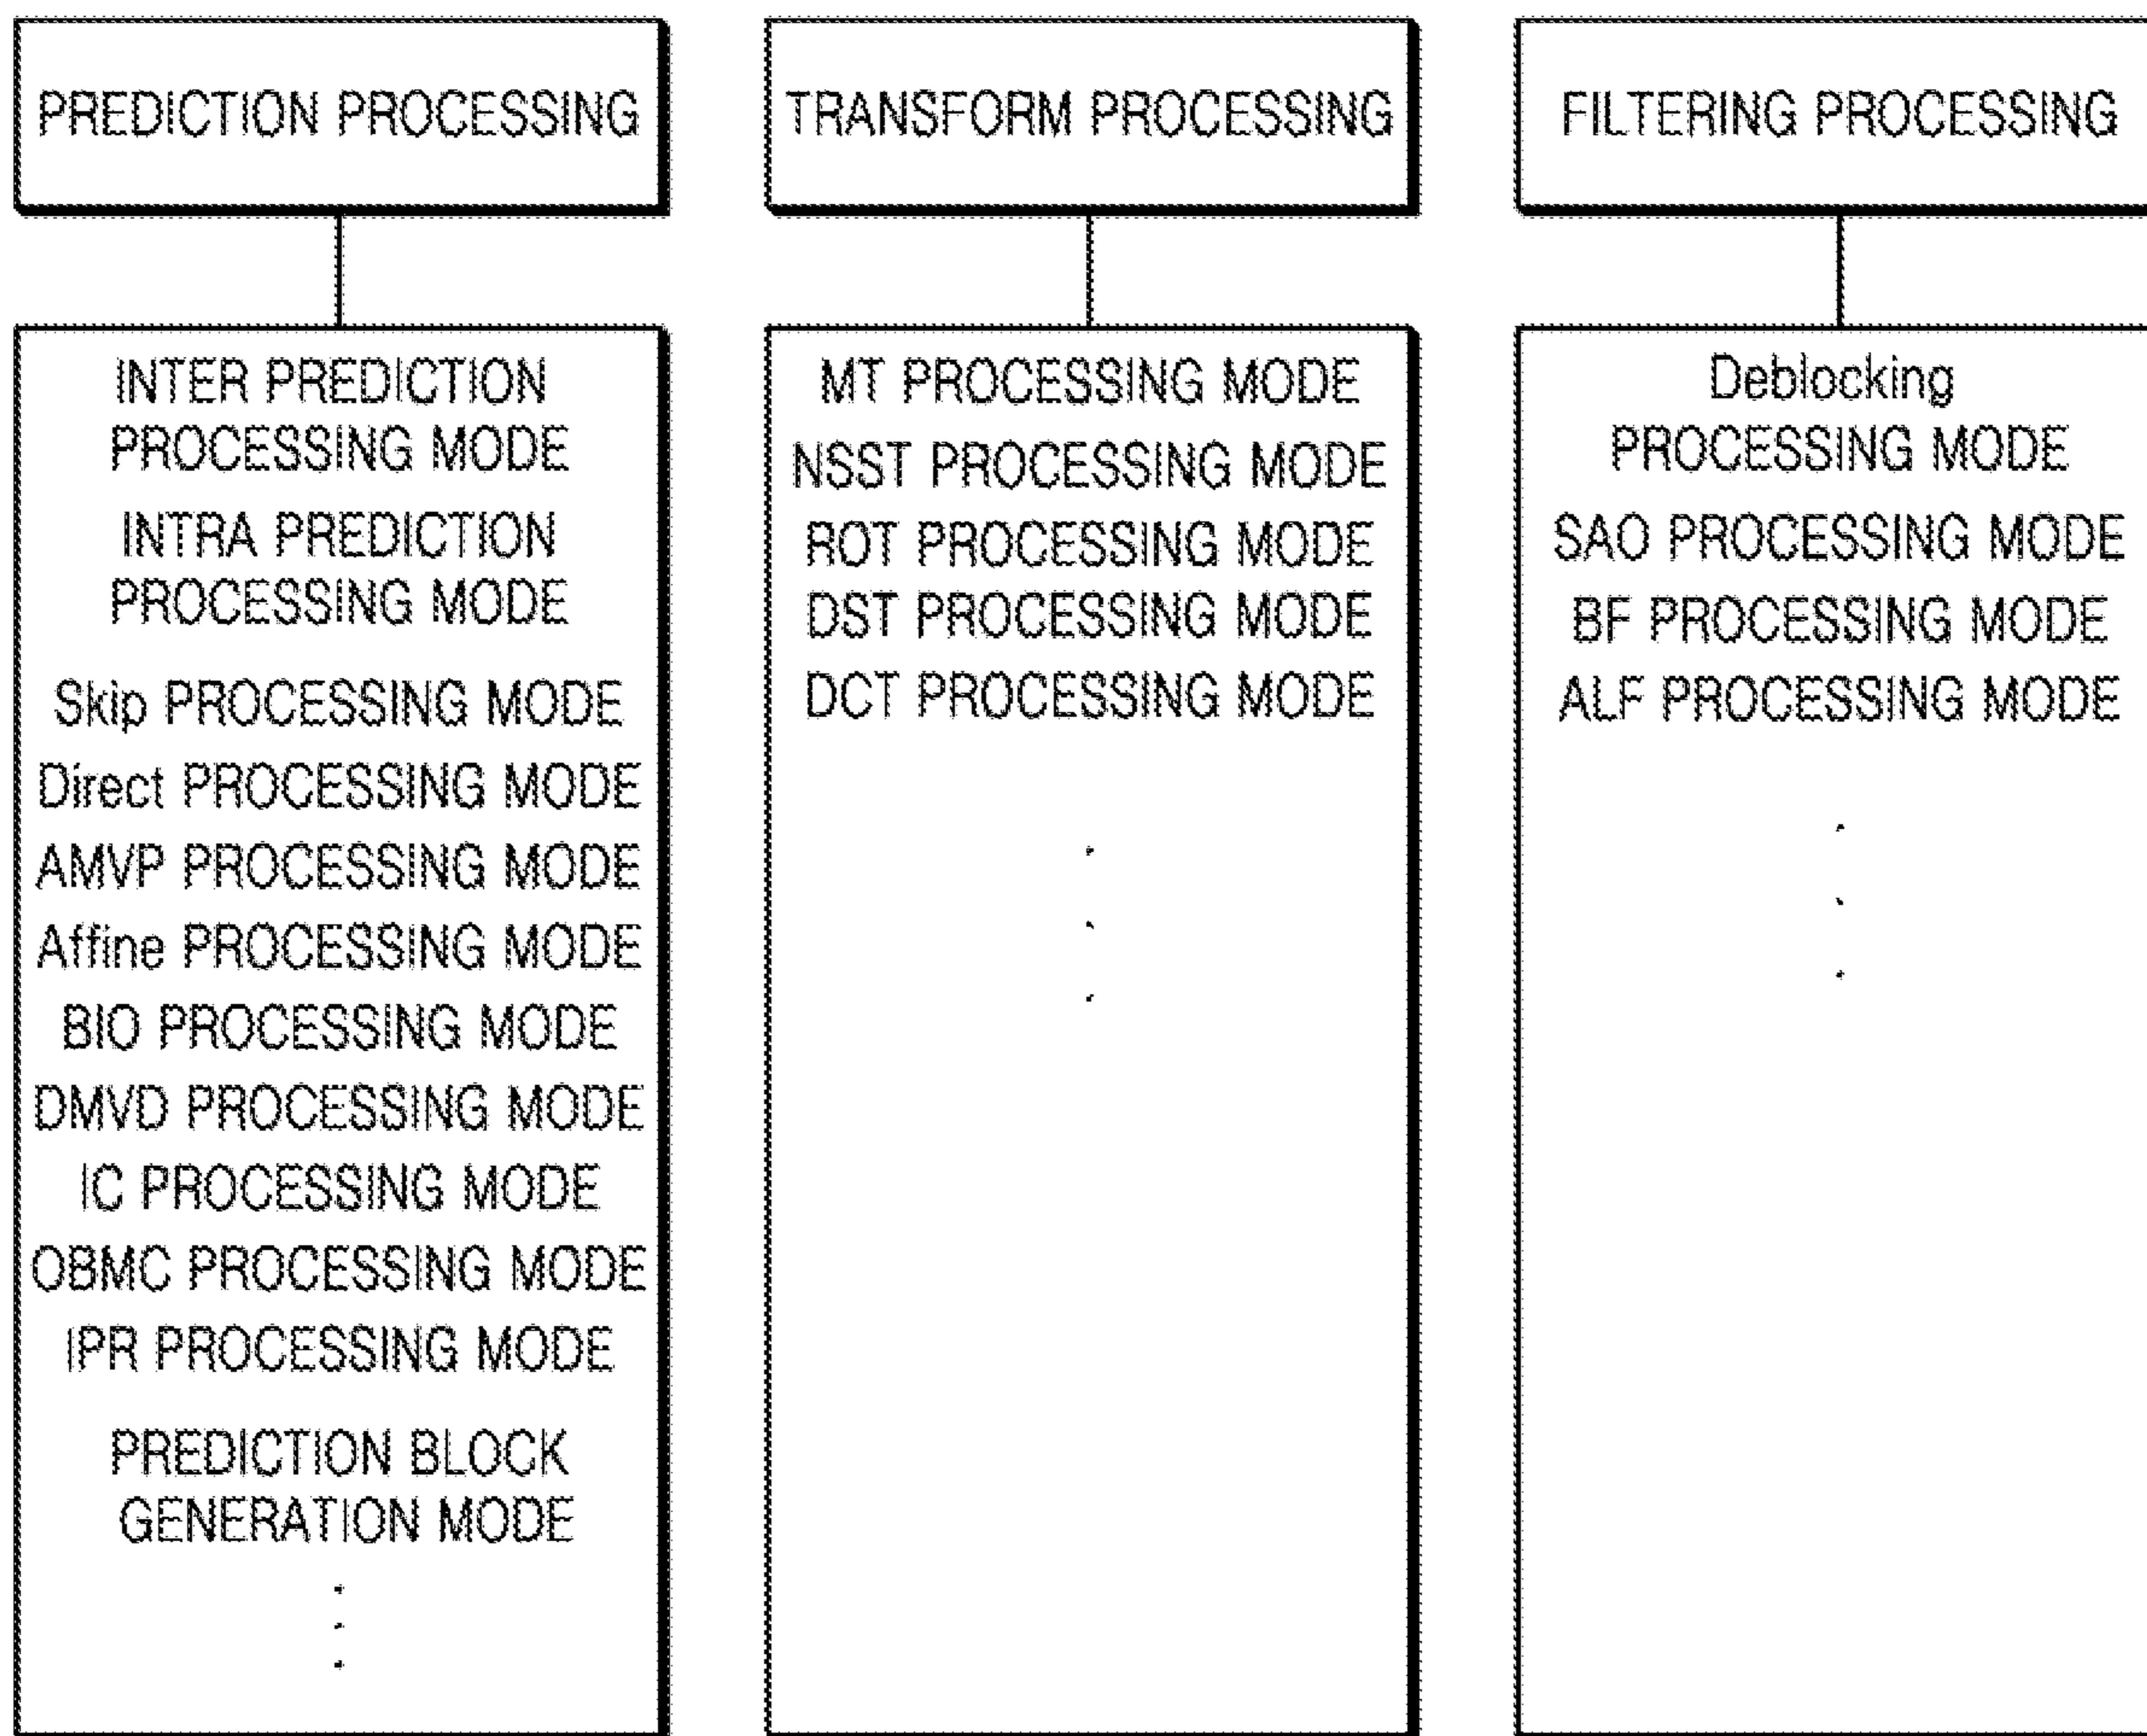 PREDICTION PROCESSING
INTER PREDICTION
PROCESSING MODE
INTRA PREDICTION
PROCESSING MODE
Skip PROCESSING MODE
Direct PROCESSING MODE
AMVP PROCESSING MODE
Affine PROCESSING MODE
BIO PROCESSING MODE
DMVD PROCESSING MODE
IC PROCESSING MODE
OBMC PROCESSING MODE
IPR PROCESSING MODE
PREDICTION BLOCK
GENERATION MODE
TRANSFORM PROCESSING
MT PROCESSING MODE
NSST PROCESSING MODE
ROT PROCESSING MODE
DST PROCESSING MODE
DCT PROCESSING MODE
FILTERING PROCESSING
Deblocking
PROCESSING MODE
SAO PROCESSING MODE
BF PROCESSING MODE
ALF PROCESSING MODE